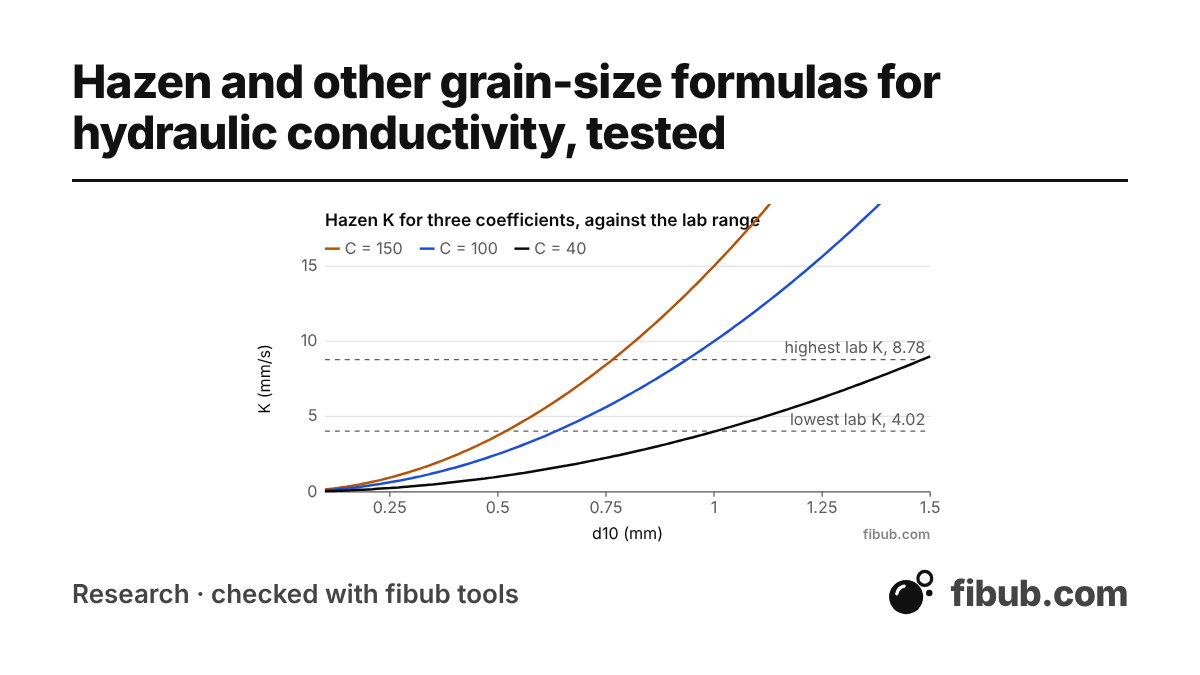 Hazen and other grain-size formulas for
hydraulic conductivity, tested
Hazen K for three coefficients, against the lab range
C = 150 C = 100 C = 40
15
10
5
0
K (mm/s)
highest lab K, 8.78
lowest lab K, 4.02
0.25 0.5 0.75 1 1.25 1.5
d10 (mm)
fibub.com
Research · checked with fibub tools
fibub.com